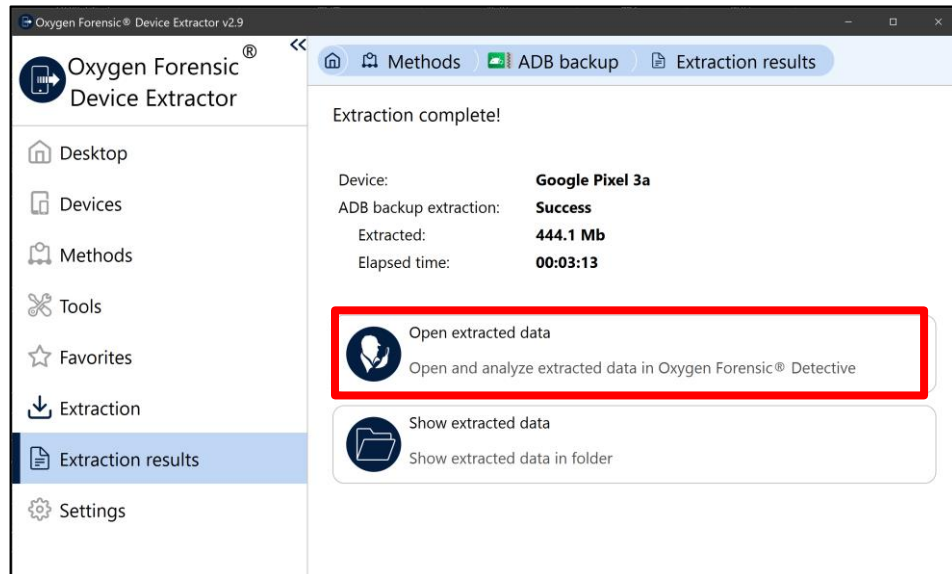 Oxygen Forensic® Device Extractor v2.9
Oxygen Forensic®
Device Extractor
Desktop
Devices
Methods
Tools
Favorites
Extraction
Extraction results
Settings
Methods ADB backup Extraction results
Extraction complete!
Device: Google Pixel 3a
ADB backup extraction: Success
Extracted: 444.1 Mb
Elapsed time: 00:03:13
Open extracted data
Open and analyze extracted data in Oxygen Forensic® Detective
Show extracted data
Show extracted data in folder